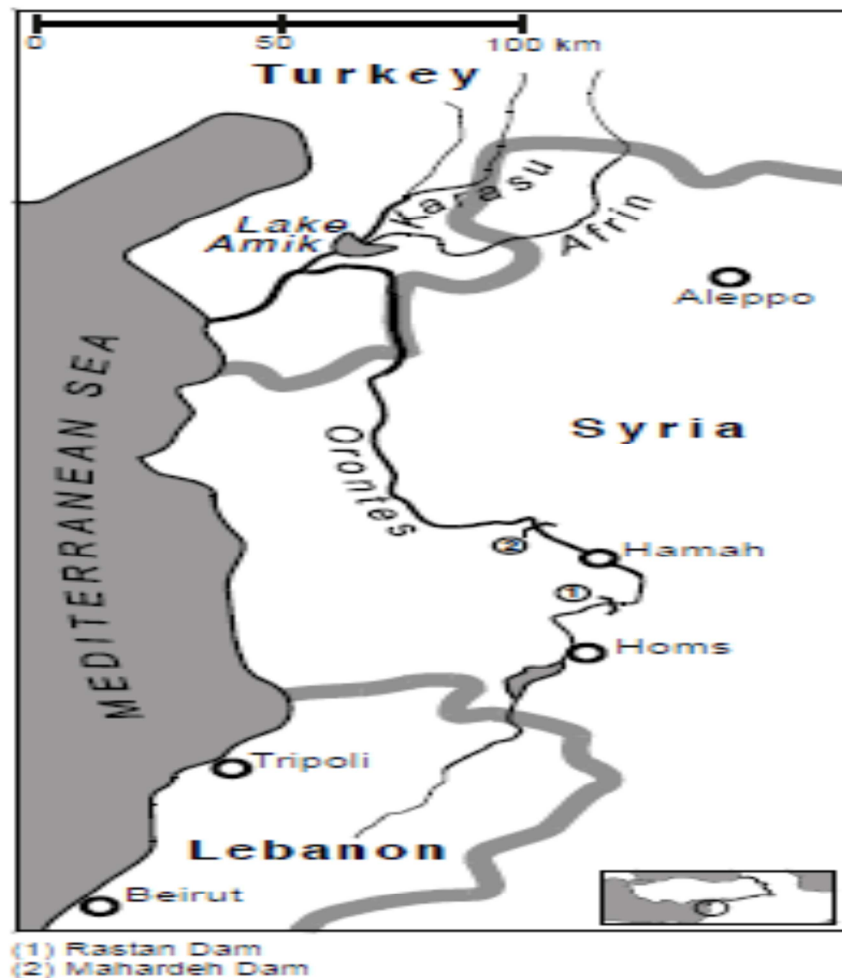 0 50 100 km
Turkey
Karasu
Lake
Amik
Afrin
Aleppo
MEDITERRANEAN SEA
Syria
Orontes
2
Hamah
1
Homs
Tripoli
Lebanon
Beirut
(1) Rastan Dam
(2) Mahardeh Dam